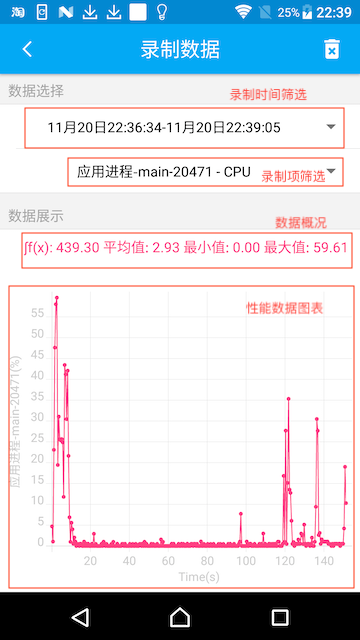 淘 N 25% 22:39
录制数据
数据选择
录制时间筛选
11月20日22:36:34-11月20日22:39:05
应用进程-main-20471 - CPU
录制项筛选
数据展示
数据概况
∫f(x): 439.30 平均值: 2.93 最小值: 0.00 最大值: 59.61
性能数据图表
应用进程-main-20471(%)
55
50
45
40
35
30
25
20
15
10
5
0
20 40 60 80 100 120 140
Time(s)